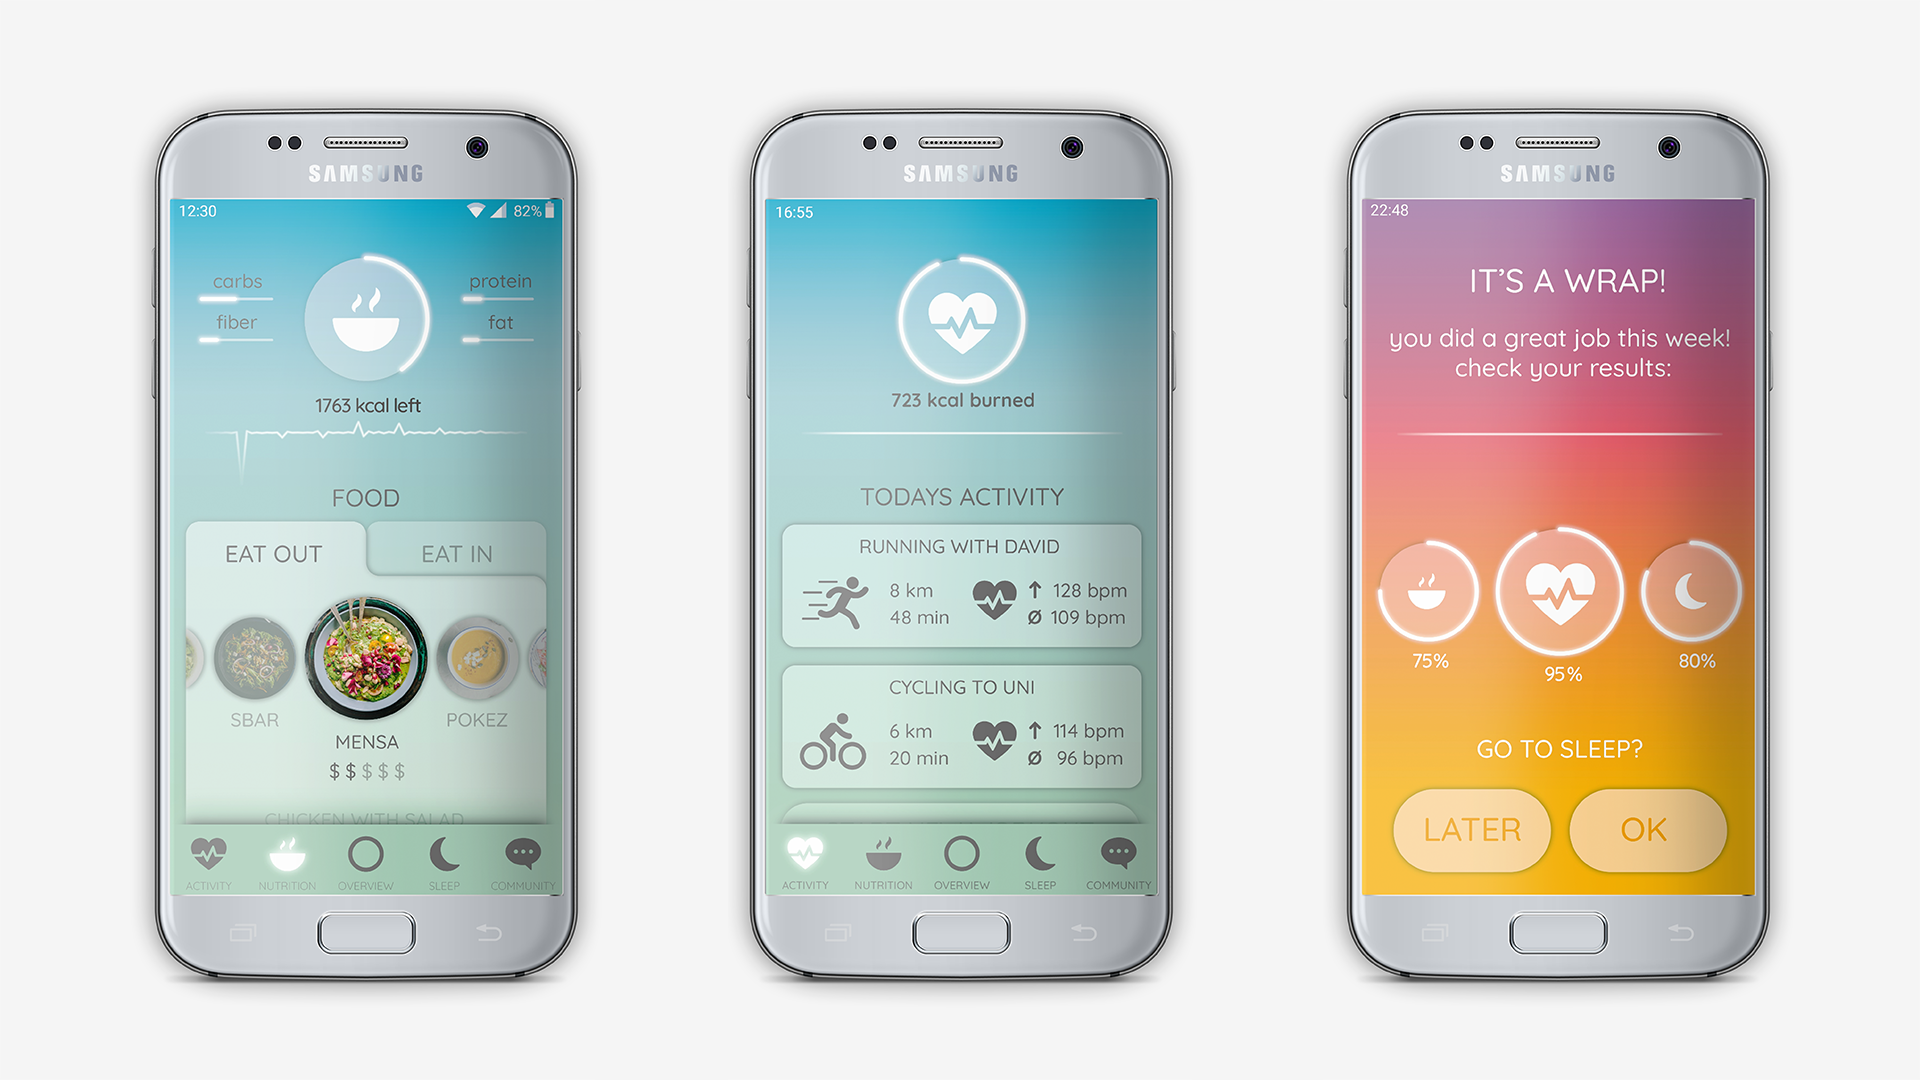 SAMSUNG
12:30
82%
carbs
protein
fiber
fat
1763 kcal left
FOOD
EAT OUT
EAT IN
SBAR
POKEZ
MENSA
$$$$$
CHICKEN WITH SALAD
ACTIVITY
NUTRITION
OVERVIEW
SLEEP
COMMUNITY
SAMSUNG
16:55
723 kcal burned
TODAYS ACTIVITY
RUNNING WITH DAVID
8 km
↑ 128 bpm
48 min
Ø 109 bpm
CYCLING TO UNI
6 km
↑ 114 bpm
20 min
Ø 96 bpm
ACTIVITY
NUTRITION
OVERVIEW
SLEEP
COMMUNITY
SAMSUNG
22:48
IT'S A WRAP!
you did a great job this week!
check your results:
75%
95%
80%
GO TO SLEEP?
LATER
OK